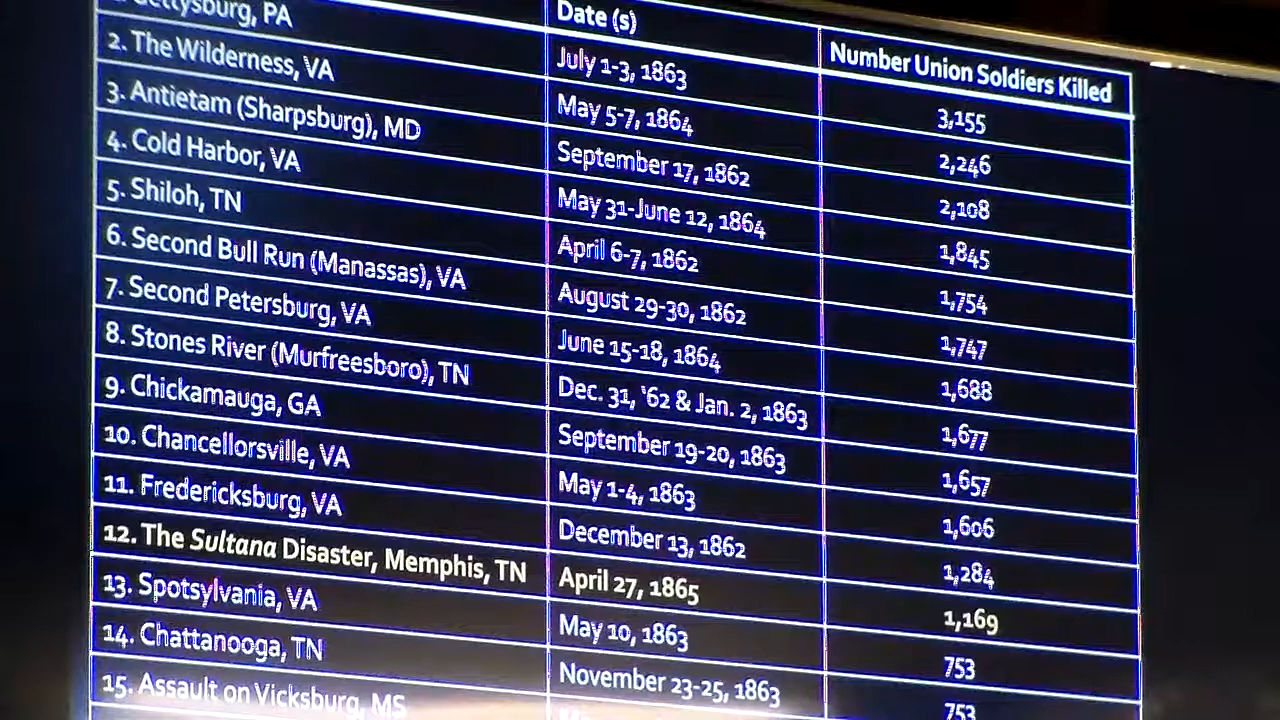 Date (s) Number Union Soldiers Killed
Gettysburg, PA July 1-3, 1863 3,155
2. The Wilderness, VA May 5-7, 1864 2,246
3. Antietam (Sharpsburg), MD September 17, 1862 2,108
4. Cold Harbor, VA May 31-June 12, 1864 1,845
5. Shiloh, TN April 6-7, 1862 1,754
6. Second Bull Run (Manassas), VA August 29-30, 1862 1,747
7. Second Petersburg, VA June 15-18, 1864 1,688
8. Stones River (Murfreesboro), TN Dec. 31, '62 & Jan. 2, 1863 1,677
9. Chickamauga, GA September 19-20, 1863 1,657
10. Chancellorsville, VA May 1-4, 1863 1,606
11. Fredericksburg, VA December 13, 1862 1,284
12. The Sultana Disaster, Memphis, TN April 27, 1865 1,169
13. Spotsylvania, VA May 10, 1863 753
14. Chattanooga, TN November 23-25, 1863 753
15. Assault on Vicksburg, MS